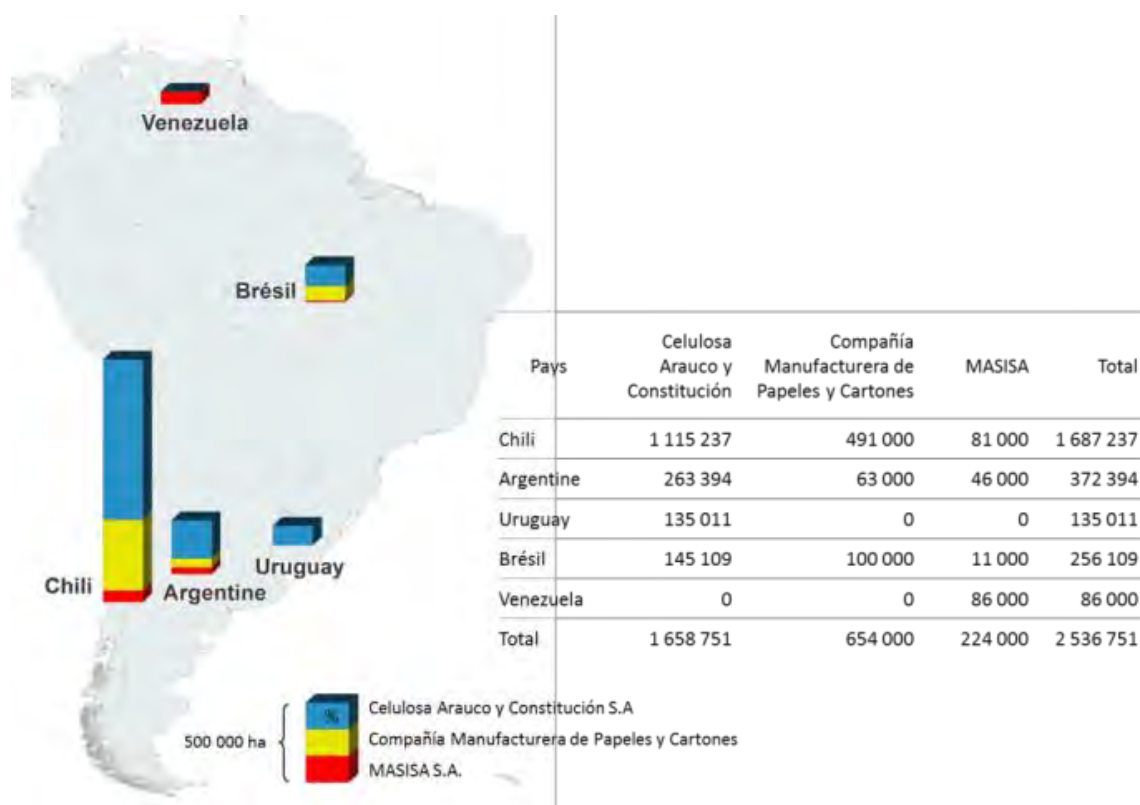 Venezuela
Brésil
Chili
Argentine
Uruguay
Pays
Celulosa
Arauco y
Constitución
Compañía
Manufacturera de
Papeles y Cartones
MASISA
Total
Chili 1 115 237 491 000 81 000 1 687 237
Argentine 263 394 63 000 46 000 372 394
Uruguay 135 011 0 0 135 011
Brésil 145 109 100 000 11 000 256 109
Venezuela 0 0 86 000 86 000
Total 1 658 751 654 000 224 000 2 536 751
500 000 ha
%
Celulosa Arauco y Constitución S.A
Compañía Manufacturera de Papeles y Cartones
MASISA S.A.